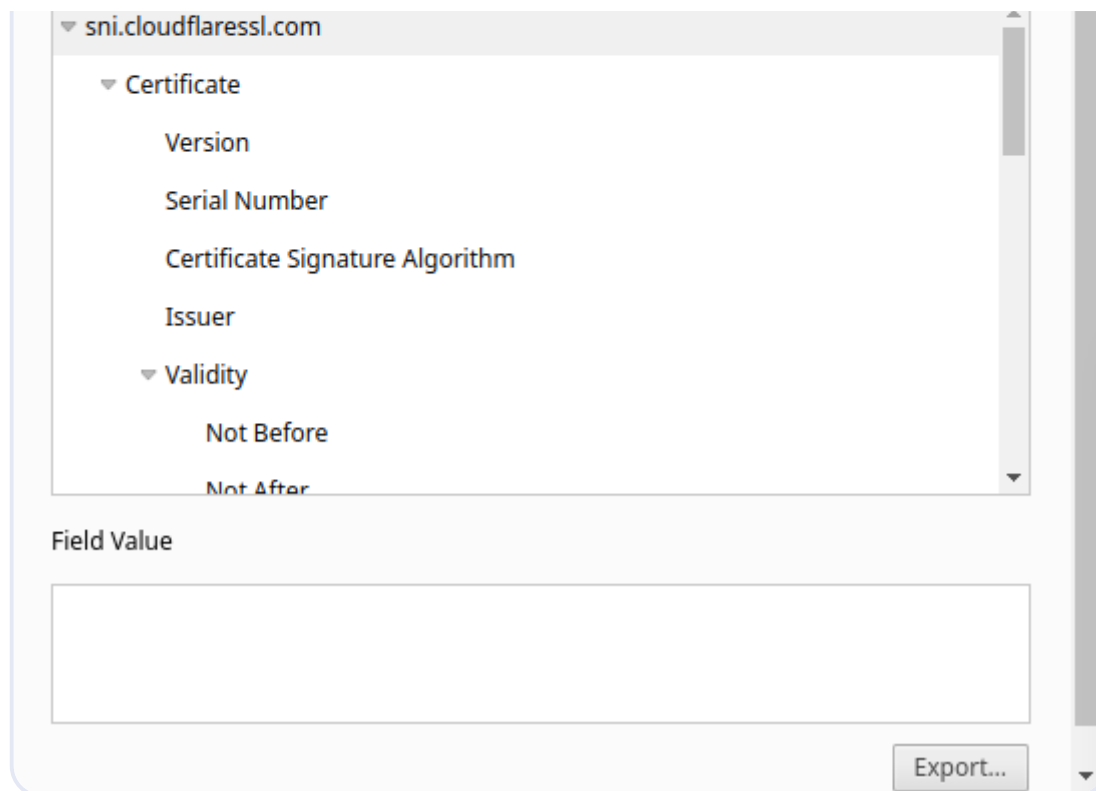 sni.cloudflaressl.com
Certificate
Version
Serial Number
Certificate Signature Algorithm
Issuer
Validity
Not Before
Not After
Field Value
Export...